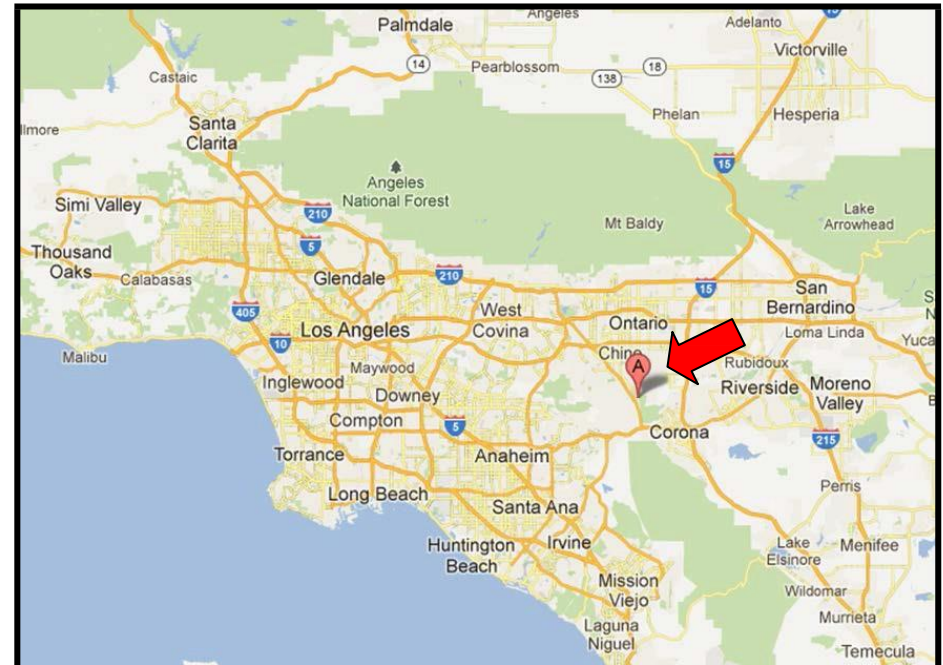 Angeles
Palmdale
Adelanto
15
Victorville
14
Pearblossom
18
138
Castaic
Phelan
Hesperia
Santa
Clarita
15
Angeles
National Forest
Simi Valley
210
Mt Baldy
Lake
Arrowhead
5
Thousand
Oaks
Calabasas
Glendale
210
15
San
Bernardino
405
West
Covina
Ontario
Los Angeles
Loma Linda
10
Malibu
Chino
Maywood
A
Rubidoux
Inglewood
Riverside
Moreno
Valley
Downey
Compton
5
Corona
215
Torrance
Anaheim
Perris
Long Beach
Santa Ana
Huntington
Beach
Irvine
Lake
Elsinore
Menifee
Mission
Viejo
Wildomar
Laguna
Niguel
Murrieta
Temecula